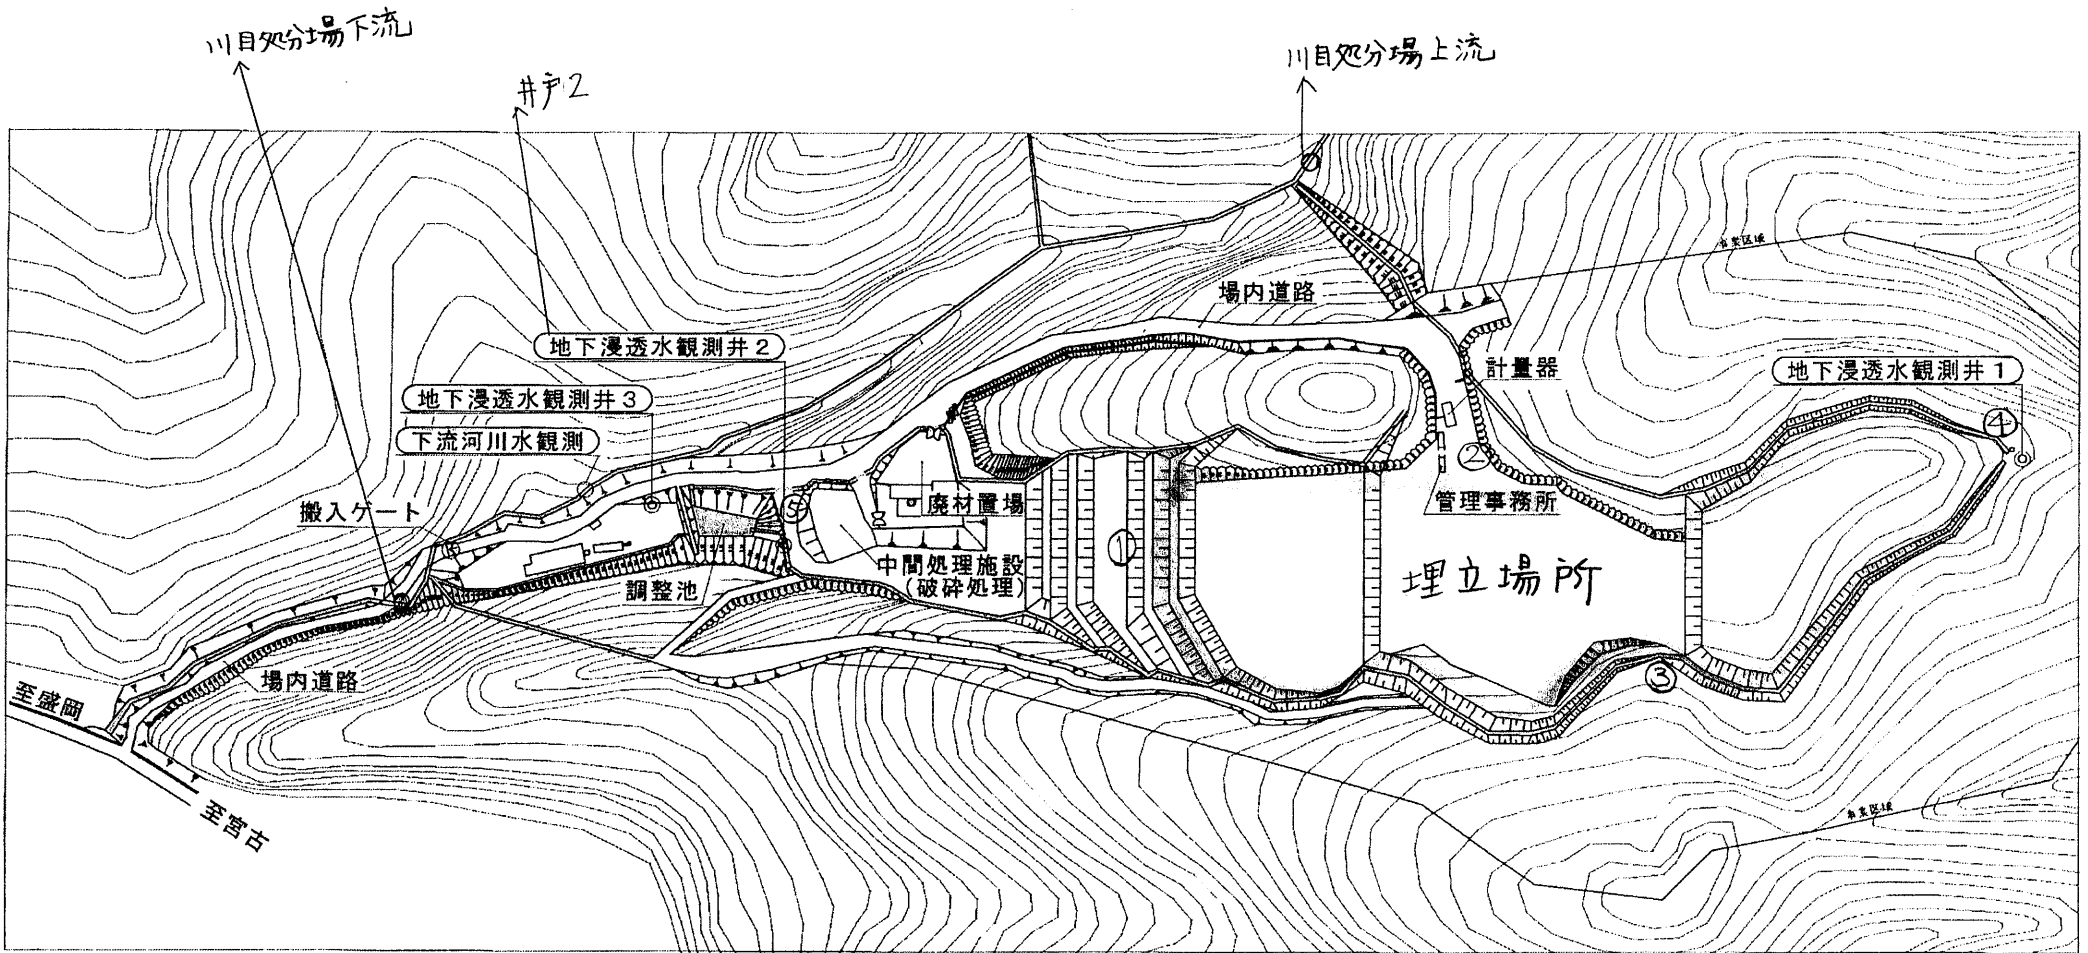 川目処分場下流
川目処分場上流
井戸2
事業区域
場内道路
地下浸透水観測井2
計量器
地下浸透水観測井1
地下浸透水観測井3
④
下流河川水観測
②
廃材置場
管理事務所
⑤
搬入ゲート
①
中間処理施設
(破砕処理)
埋立場所
調整池
③
場内道路
至盛岡
至宮古
事業区域